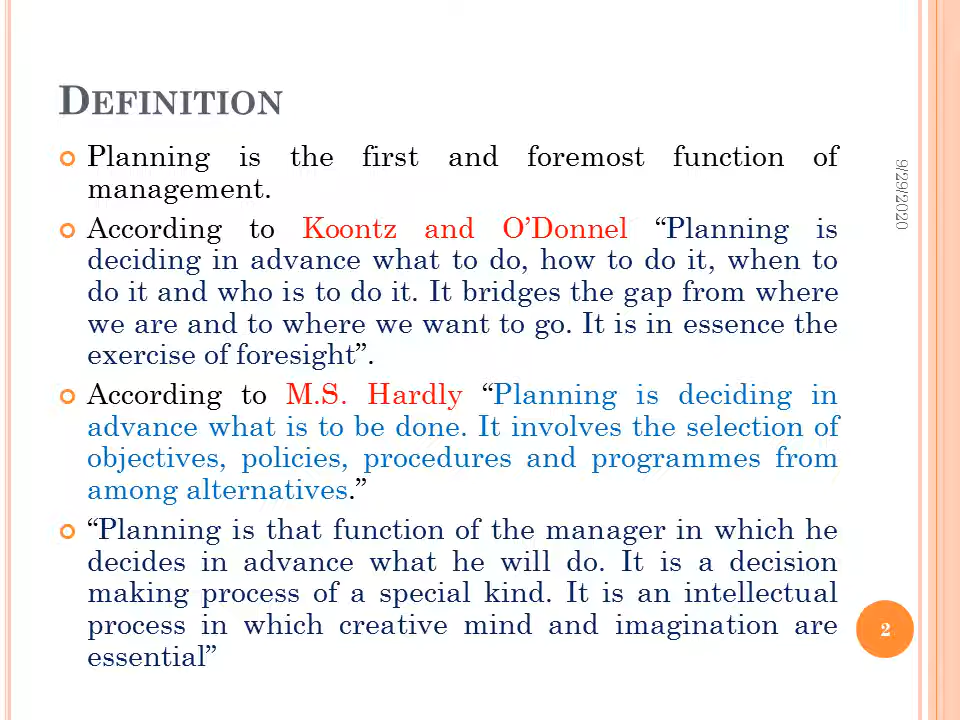 DEFINITION
Planning is the first and foremost function of
management.
According to Koontz and O’Donnel “Planning is
deciding in advance what to do, how to do it, when to
do it and who is to do it. It bridges the gap from where
we are and to where we want to go. It is in essence the
exercise of foresight”.
According to M.S. Hardly “Planning is deciding in
advance what is to be done. It involves the selection of
objectives, policies, procedures and programmes from
among alternatives.”
“Planning is that function of the manager in which he
decides in advance what he will do. It is a decision
making process of a special kind. It is an intellectual
process in which creative mind and imagination are
essential”
9/29/2020
2